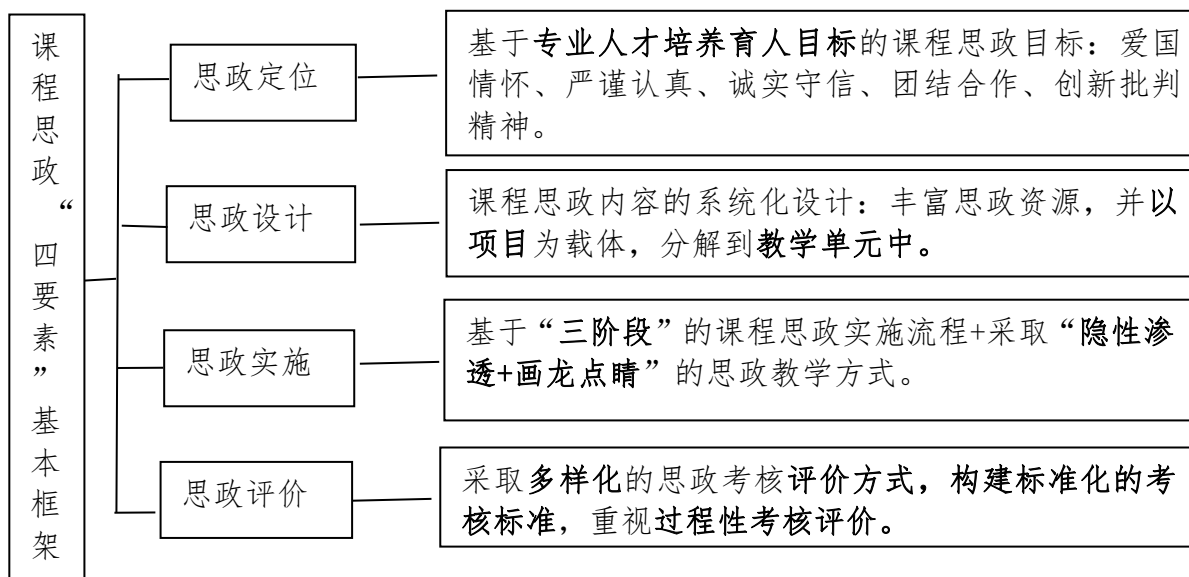 课程思政“四要素”基本框架
思政定位
基于专业人才培养育人目标的课程思政目标：爱国
情怀、严谨认真、诚实守信、团结合作、创新批判
精神。
思政设计
课程思政内容的系统化设计：丰富思政资源，并以
项目为载体，分解到教学单元中。
思政实施
基于“三阶段”的课程思政实施流程+采取“隐性渗
透+画龙点睛”的思政教学方式。
思政评价
采取多样化的思政考核评价方式，构建标准化的考
核标准，重视过程性考核评价。